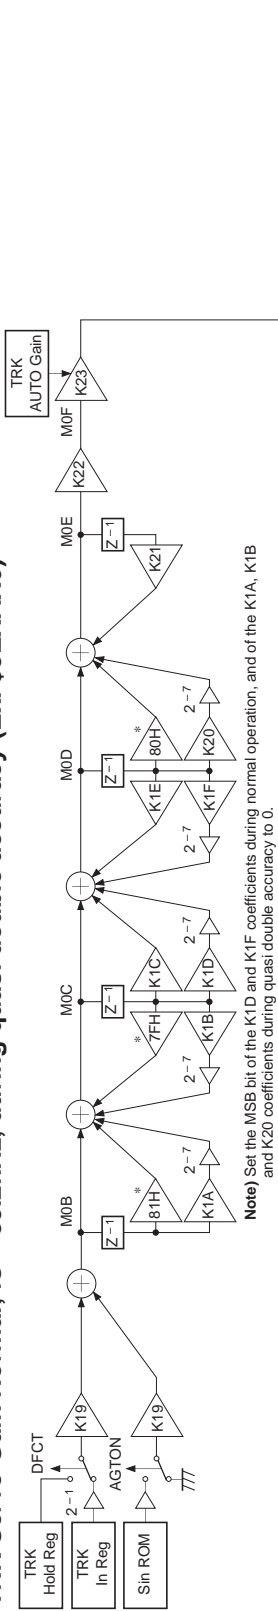 during quasi double accuracy
TRK
Hold Reg
DFCT
TRK
In Reg
2–1
K19
Sin ROM
AGTON
K19
M0B
Z–1
81H
*
K1A
2–7
M0C
Z–1
7FH
*
K1B
2–7
K1C
K1D
2–7
M0D
Z–1
K1E
K1F
2–7
80H
*
K20
2–7
M0E
Z–1
K21
K22
M0F
K23
TRK
AUTO Gain
Note) Set the MSB bit of the K1D and K1F coefficients during normal operation, and of the K1A, K1B
and K20 coefficients during quasi double accuracy to 0.